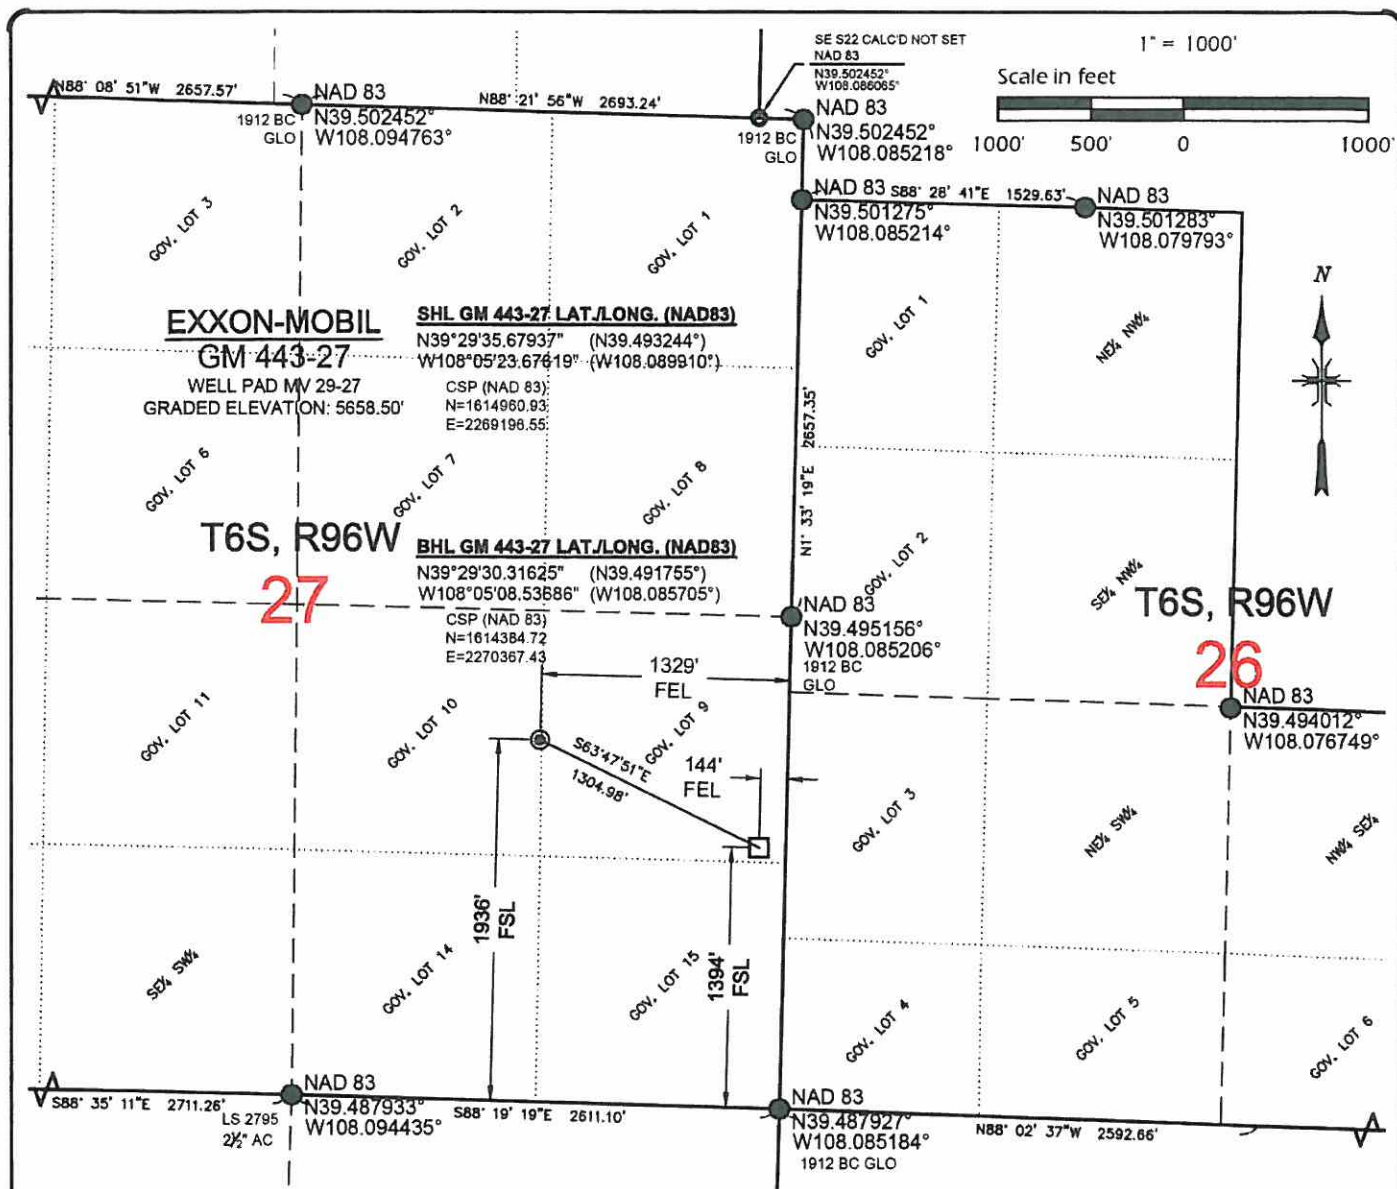 SE S22 CALC'D NOT SET
NAD 83
N39.502452°
W108.086065°
1" = 1000'
Scale in feet
1000' 500' 0 1000'
N88° 08' 51"W 2657.57'
NAD 83
N39.502452°
W108.094763°
1912 BC
GLO
N88° 21' 56"W 2693.24'
1912 BC
GLO
NAD 83
N39.502452°
W108.085218°
NAD 83
N39.501275°
W108.085214°
S88° 28' 41"E 1529.63'
NAD 83
N39.501283°
W108.079793°
N
GOV. LOT 3
GOV. LOT 2
GOV. LOT 1
GOV. LOT 1
NE¼ NW¼
EXXON-MOBIL
GM 443-27
WELL PAD MV 29-27
GRADED ELEVATION: 5658.50'
SHL GM 443-27 LAT./LONG. (NAD83)
N39°29'35.67937" (N39.493244°)
W108°05'23.67619" (W108.089910°)
CSP (NAD 83)
N=1614960.93
E=2269196.55
N1° 33' 19"E 2657.35'
GOV. LOT 6
GOV. LOT 7
GOV. LOT 8
GOV. LOT 2
SE¼ NW¼
T6S, R96W
27
BHL GM 443-27 LAT./LONG. (NAD83)
N39°29'30.31625" (N39.491755°)
W108°05'08.53686" (W108.085705°)
CSP (NAD 83)
N=1614384.72
E=2270367.43
NAD 83
N39.495156°
W108.085206°
1912 BC
GLO
T6S, R96W
26
NAD 83
N39.494012°
W108.076749°
1329'
FEL
GOV. LOT 11
GOV. LOT 10
GOV. LOT 9
S63°47'51"E
1304.98'
144'
FEL
GOV. LOT 3
NE¼ SW¼
NW¼ SE¼
1936'
FSL
1394'
FSL
SE¼ SW¼
GOV. LOT 14
GOV. LOT 15
GOV. LOT 4
GOV. LOT 5
GOV. LOT 6
S88° 35' 11"E 2711.26'
NAD 83
N39.487933°
W108.094435°
LS 2795
2½" AC
S88° 19' 19"E 2611.10'
NAD 83
N39.487927°
W108.085184°
1912 BC GLO
N88° 02' 37"W 2592.66'